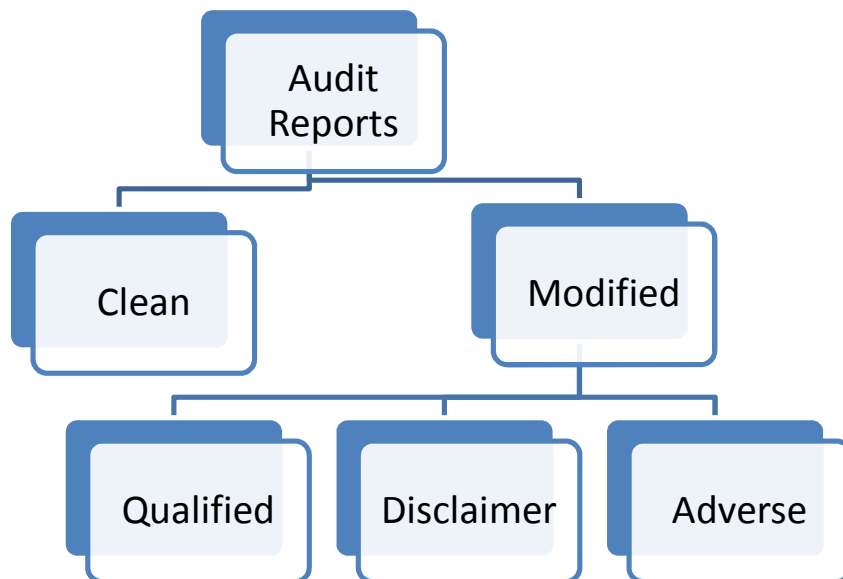 Audit
Reports
Clean
Modified
Qualified
Disclaimer
Adverse